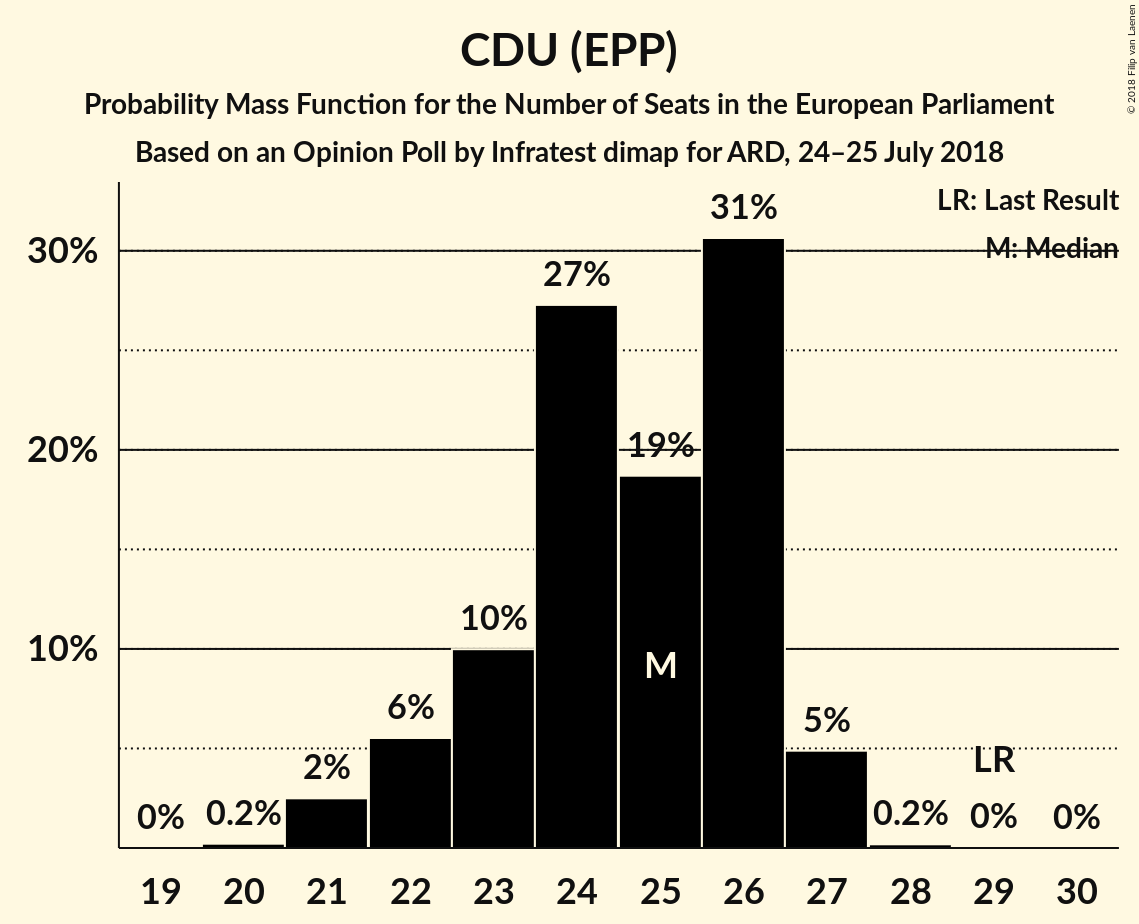 CDU (EPP)
Probability Mass Function for the Number of Seats in the European Parliament
Based on an Opinion Poll by Infratest dimap for ARD, 24–25 July 2018
© 2018 Filip van Laenen
LR: Last Result
M: Median
30%
20%
10%
0%
0.2%
2%
6%
10%
27%
19%
31%
5%
0.2%
0%
0%
M
LR
19 20 21 22 23 24 25 26 27 28 29 30